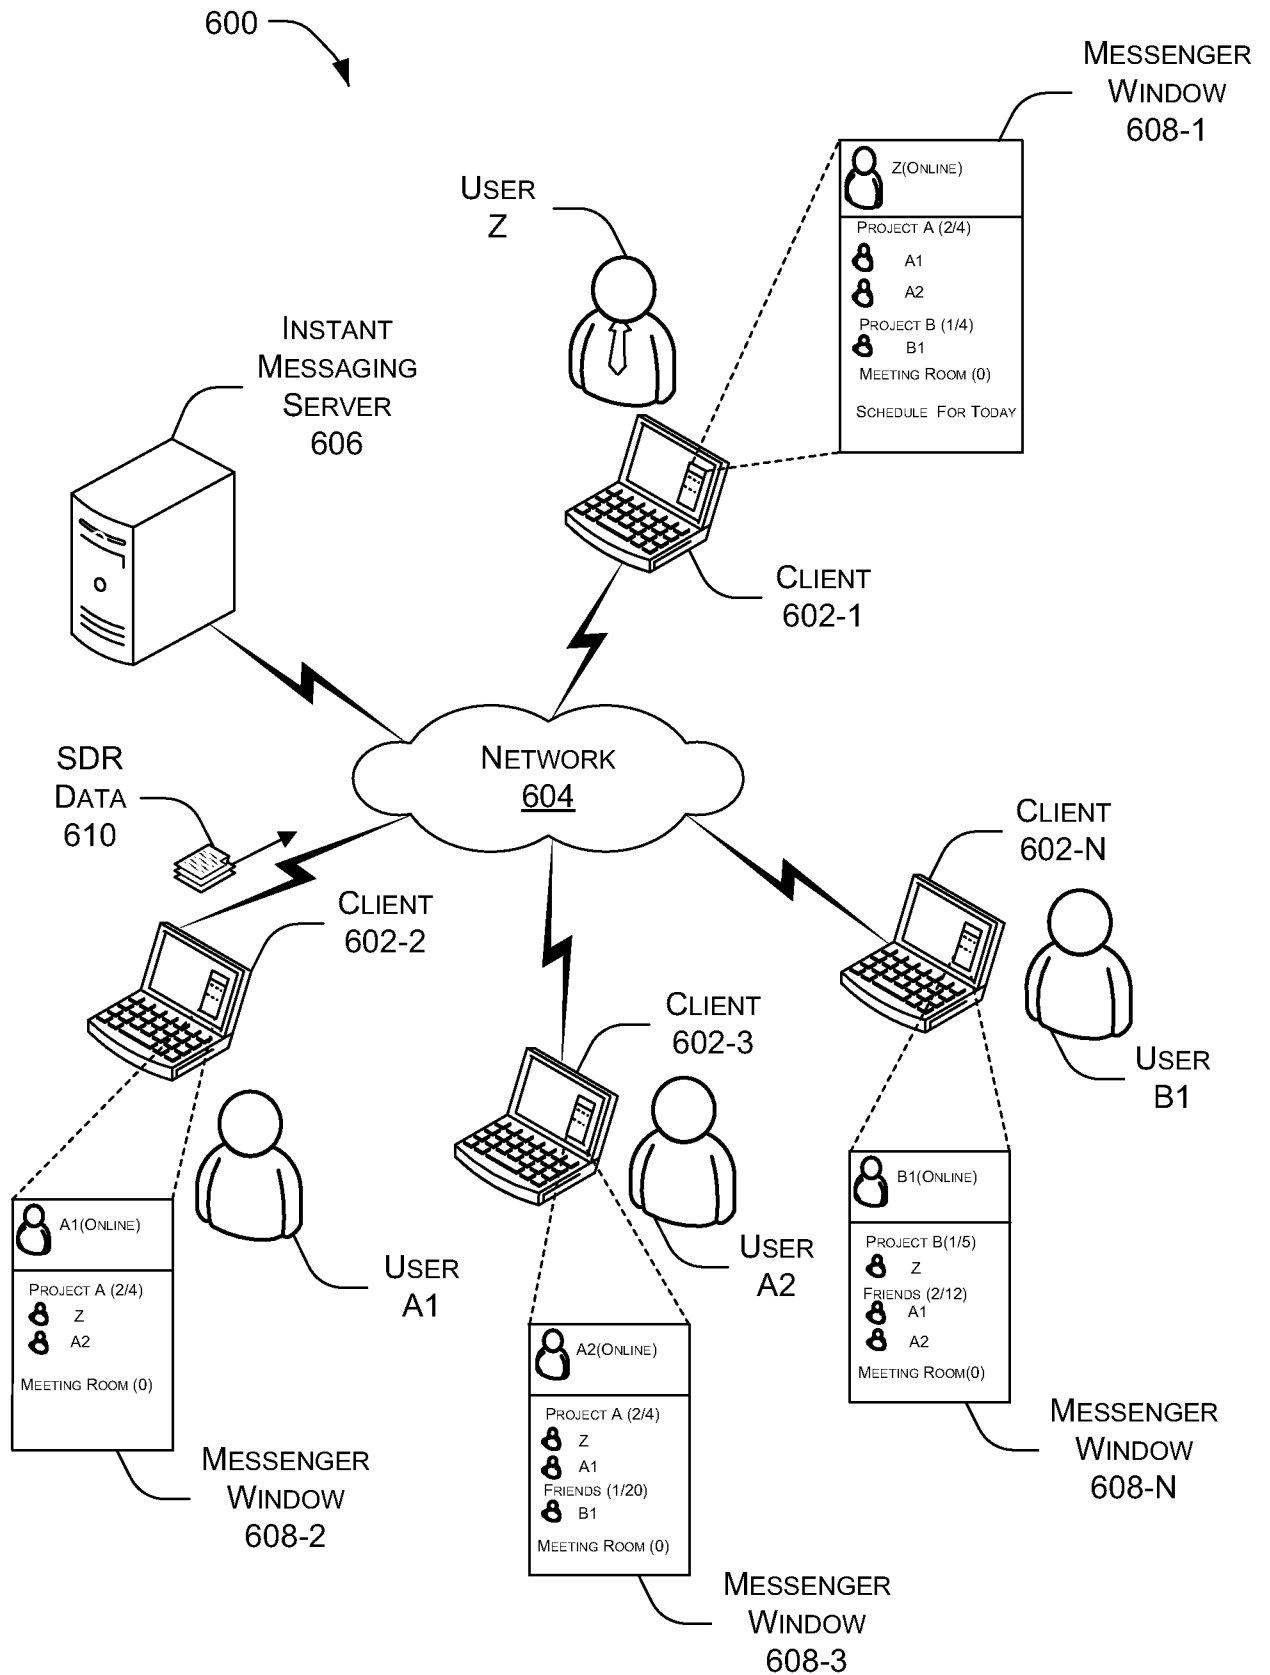 600
MESSENGER
WINDOW
608-1
Z(ONLINE)
PROJECT A (2/4)
A1
A2
PROJECT B (1/4)
B1
MEETING ROOM (0)
SCHEDULE FOR TODAY
USER
Z
INSTANT
MESSAGING
SERVER
606
CLIENT
602-1
NETWORK
604
SDR
DATA
610
CLIENT
602-2
CLIENT
602-N
CLIENT
602-3
USER
B1
USER
A1
USER
A2
A1(ONLINE)
PROJECT A (2/4)
Z
A2
MEETING ROOM (0)
MESSENGER
WINDOW
608-2
A2(ONLINE)
PROJECT A (2/4)
Z
A1
FRIENDS (1/20)
B1
MEETING ROOM (0)
MESSENGER
WINDOW
608-3
B1(ONLINE)
PROJECT B(1/5)
Z
FRIENDS (2/12)
A1
A2
MEETING ROOM(0)
MESSENGER
WINDOW
608-N